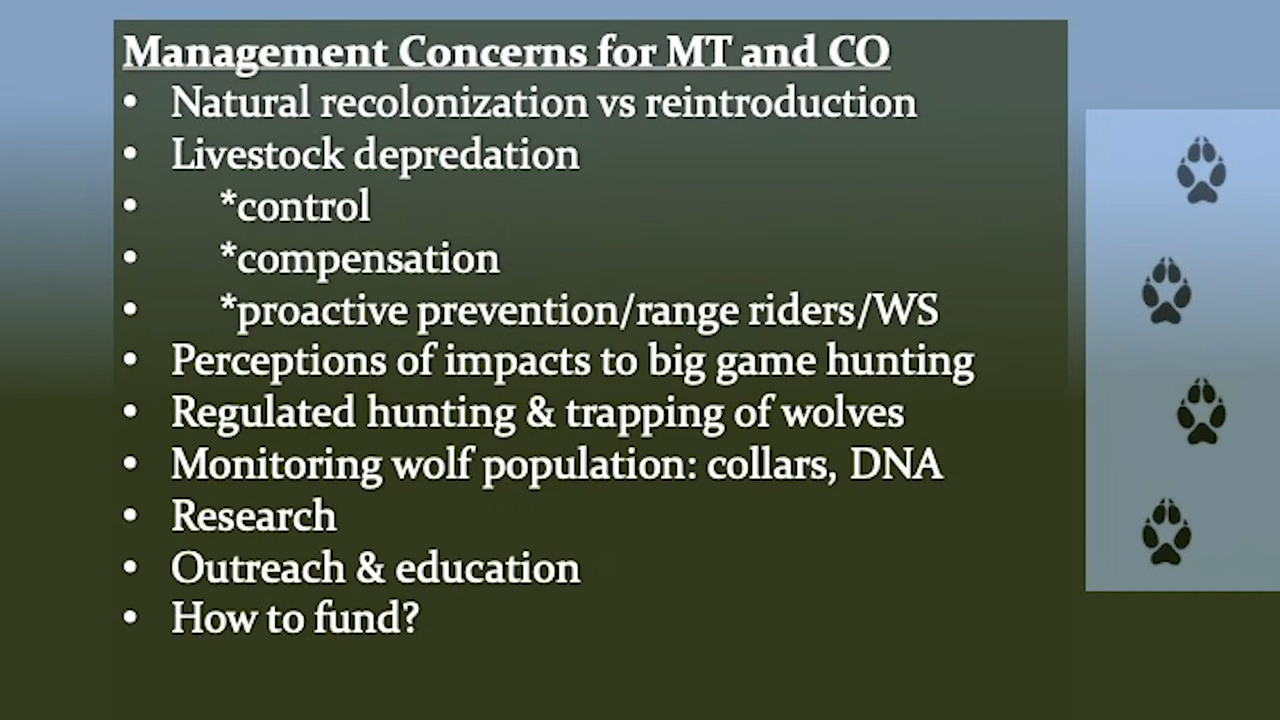 Management Concerns for MT and CO
• Natural recolonization vs reintroduction
• Livestock depredation
• *control
• *compensation
• *proactive prevention/range riders/WS
• Perceptions of impacts to big game hunting
• Regulated hunting & trapping of wolves
• Monitoring wolf population: collars, DNA
• Research
• Outreach & education
• How to fund?